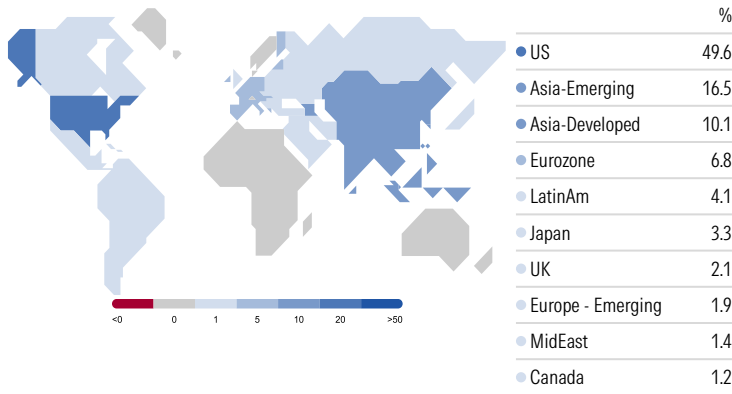 %
US 49.6
Asia-Emerging 16.5
Asia-Developed 10.1
Eurozone 6.8
LatinAm 4.1
Japan 3.3
UK 2.1
Europe - Emerging 1.9
MidEast 1.4
Canada 1.2
<0 0 1 5 10 20 >50